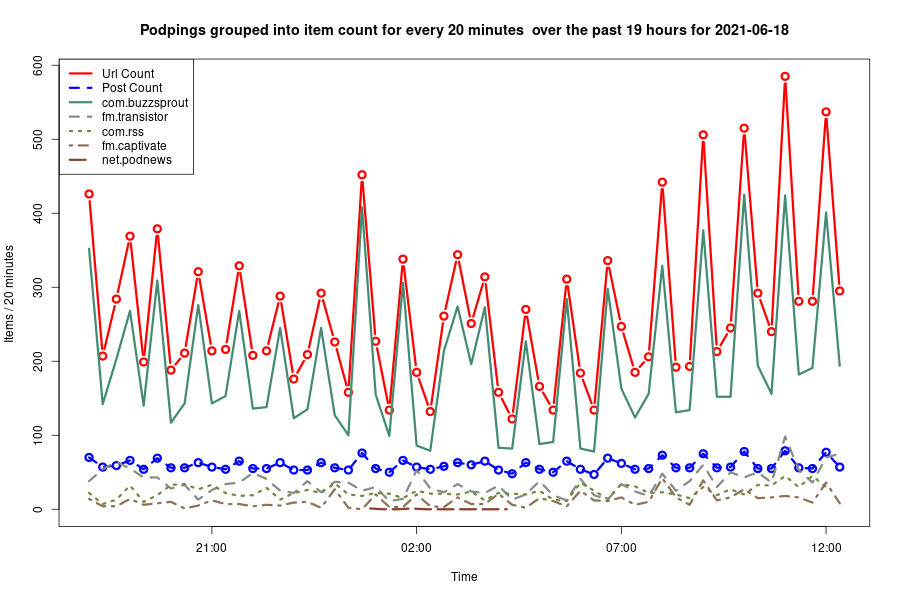 Podpings grouped into item count for every 20 minutes  over the past 19 hours for 2021-06-18
Items / 20 minutes
600
500
400
300
200
100
0
Url Count
Post Count
com.buzzsprout
fm.transistor
com.rss
fm.captivate
net.podnews
21:00
02:00
07:00
12:00
Time